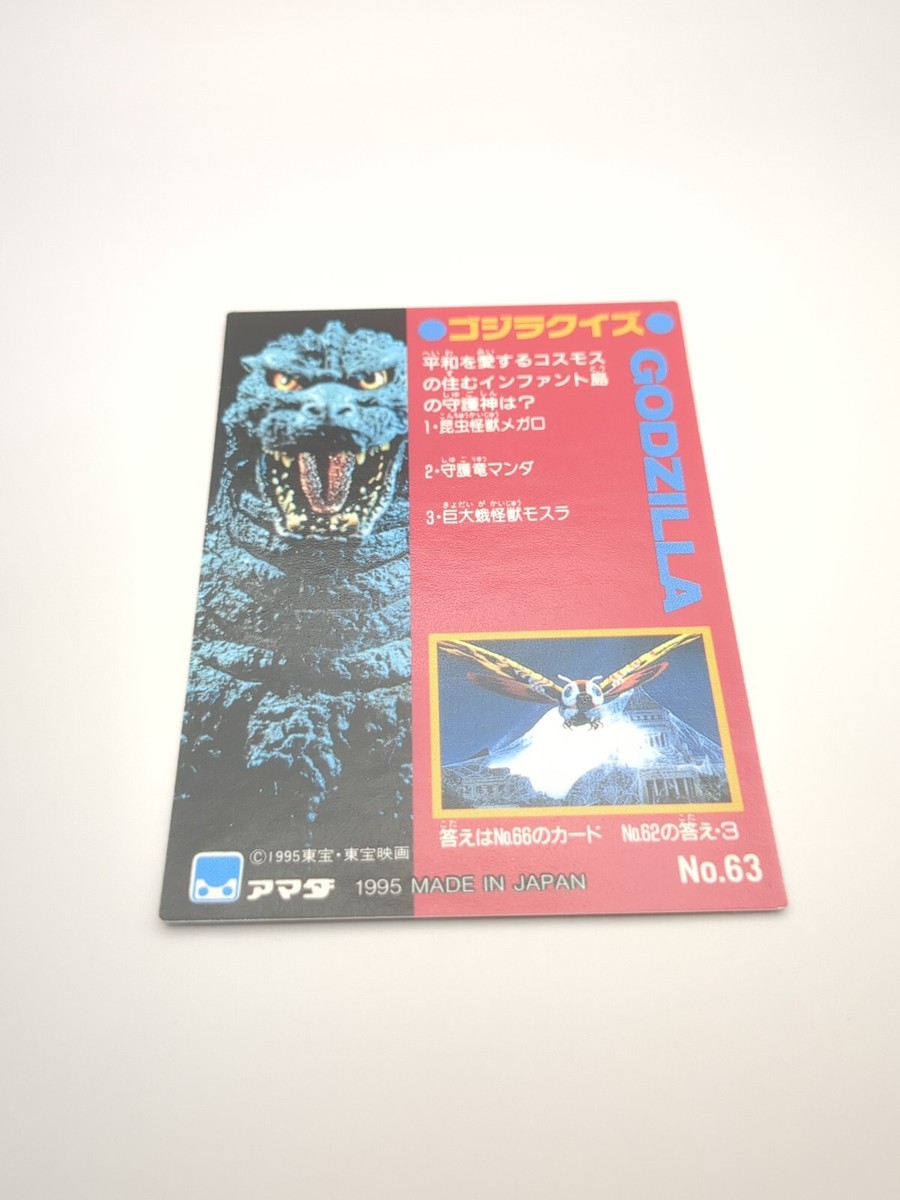 ゴジラクイズ
GODZILLA
平和を愛するコスモス
の住むインファント島
の守護神は?
1・昆虫怪獣メガロ
2・守護竜マンダ
3・巨大蛾怪獣モスラ
答えはNo.66のカード No.62の答え・3
©1995東宝・東宝映画
アマダ 1995 MADE IN JAPAN
No.63